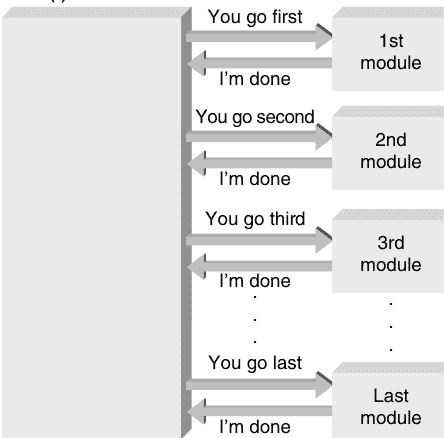 You go first
1st
module
I'm done
You go second
2nd
module
I'm done
You go third
3rd
module
I'm done
You go last
Last
module
I'm done